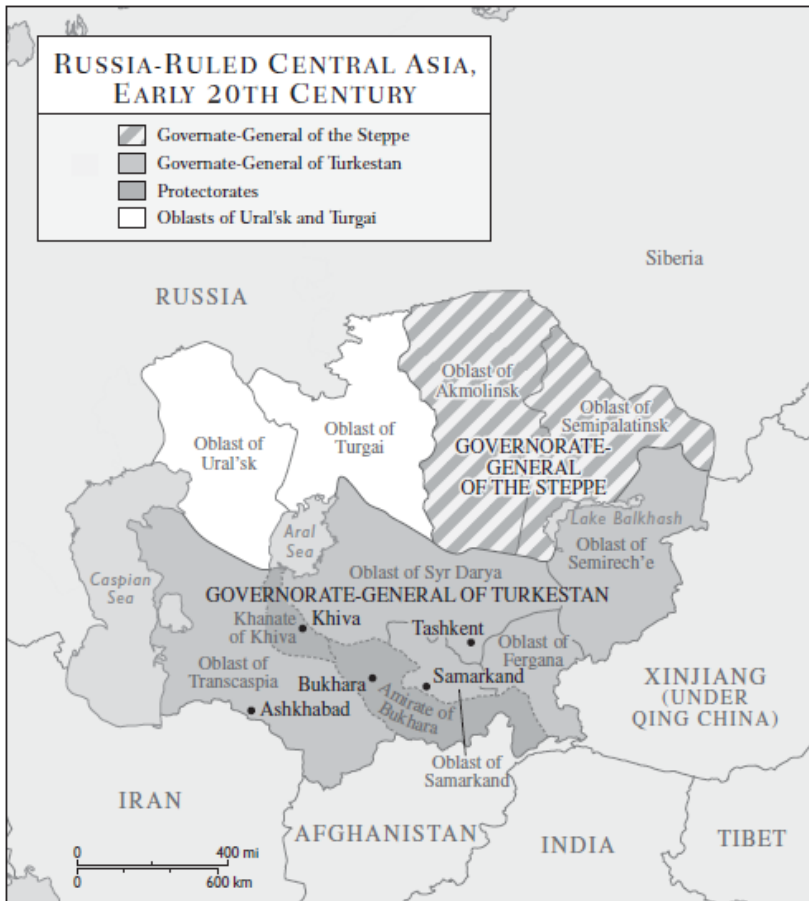 RUSSIA-RULED CENTRAL ASIA,
EARLY 20TH CENTURY
Governate-General of the Steppe
Governate-General of Turkestan
Protectorates
Oblasts of Ural'sk and Turgai
Siberia
RUSSIA
Oblast of
Akmolinsk
Oblast of
Semipalatinsk
Oblast of
Ural'sk
Oblast of
Turgai
GOVERNORATE-
GENERAL
OF THE STEPPE
Lake Balkhash
Aral
Sea
Oblast of
Semirech'e
Caspian
Sea
Oblast of Syr Darya
GOVERNORATE-GENERAL OF TURKESTAN
Khanate
of Khiva
Khiva
Tashkent
Oblast of
Fergana
Oblast of
Transcaspia
Bukhara
Samarkand
Amirate of
Bukhara
Ashkhabad
XINJIANG
(UNDER
QING CHINA)
Oblast of
Samarkand
IRAN
AFGHANISTAN
INDIA
TIBET
0 400 mi
0 600 km